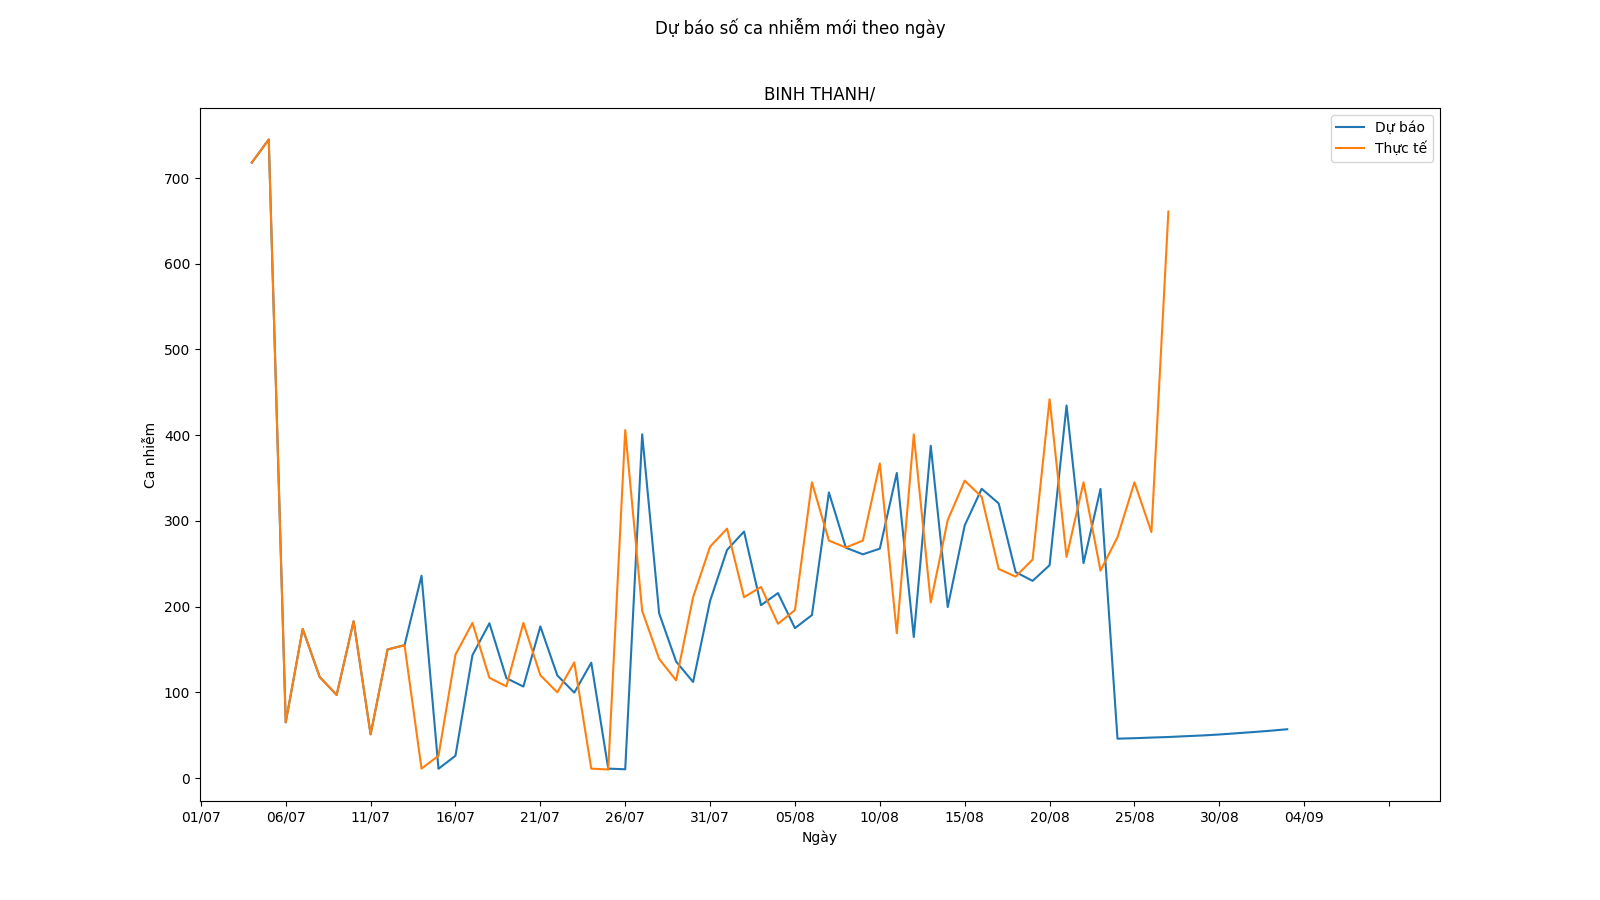 Dự báo số ca nhiễm mới theo ngày
BINH THANH/
Dự báo
Thực tế
Ca nhiễm
700
600
500
400
300
200
100
0
01/07 06/07 11/07 16/07 21/07 26/07 31/07 05/08 10/08 15/08 20/08 25/08 30/08 04/09
Ngày